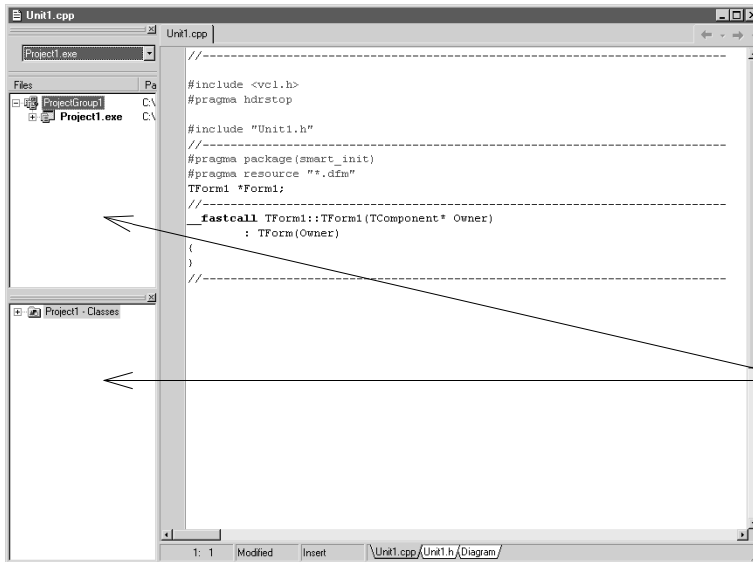 Unit1.cpp
Project1.exe
Files Pa
ProjectGroup1 C:\
Project1.exe C:\
Project1 - Classes
Unit1.cpp
//------------------------------------------------------------------
#include <vcl.h>
#pragma hdrstop
#include "Unit1.h"
//------------------------------------------------------------------
#pragma package(smart_init)
#pragma resource "*.dfm"
TForm1 *Form1;
//------------------------------------------------------------------
__fastcall TForm1::TForm1(TComponent* Owner)
: TForm(Owner)
{
}
//------------------------------------------------------------------
1: 1 Modified Insert Unit1.cpp Unit1.h Diagram